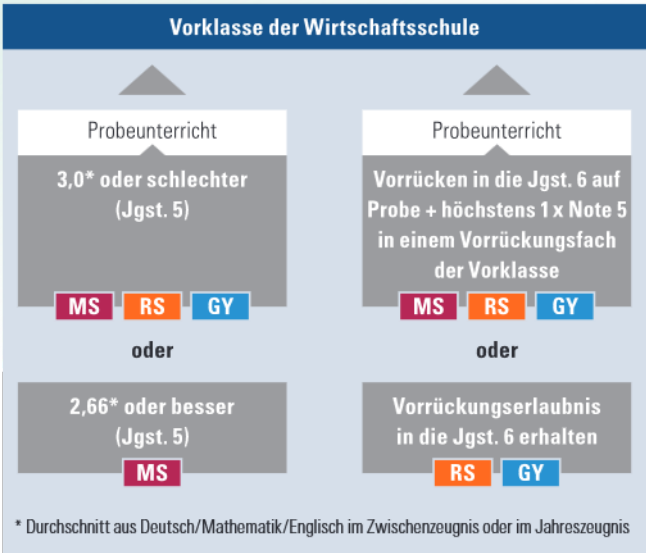 Vorklasse der Wirtschaftsschule
Probeunterricht
3,0* oder schlechter
(Jgst. 5)
MS RS GY
oder
2,66* oder besser
(Jgst. 5)
MS
Probeunterricht
Vorrücken in die Jgst. 6 auf
Probe + höchstens 1 x Note 5
in einem Vorrückungsfach
der Vorklasse
MS RS GY
oder
Vorrückungserlaubnis
in die Jgst. 6 erhalten
RS GY
* Durchschnitt aus Deutsch/Mathematik/Englisch im Zwischenzeugnis oder im Jahreszeugnis